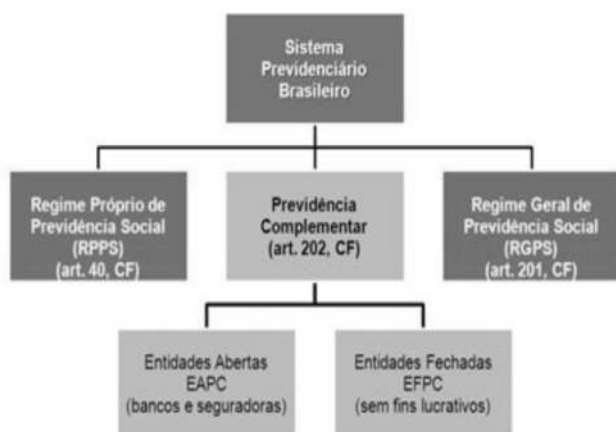 Sistema
Previdenciário
Brasileiro
Regime Próprio de
Previdência Social
(RPPS)
(art. 40, CF)
Previdência
Complementar
(art. 202, CF)
Regime Geral de
Previdência Social
(RGPS)
(art. 201, CF)
Entidades Abertas
EAPC
(bancos e seguradoras)
Entidades Fechadas
EFPC
(sem fins lucrativos)